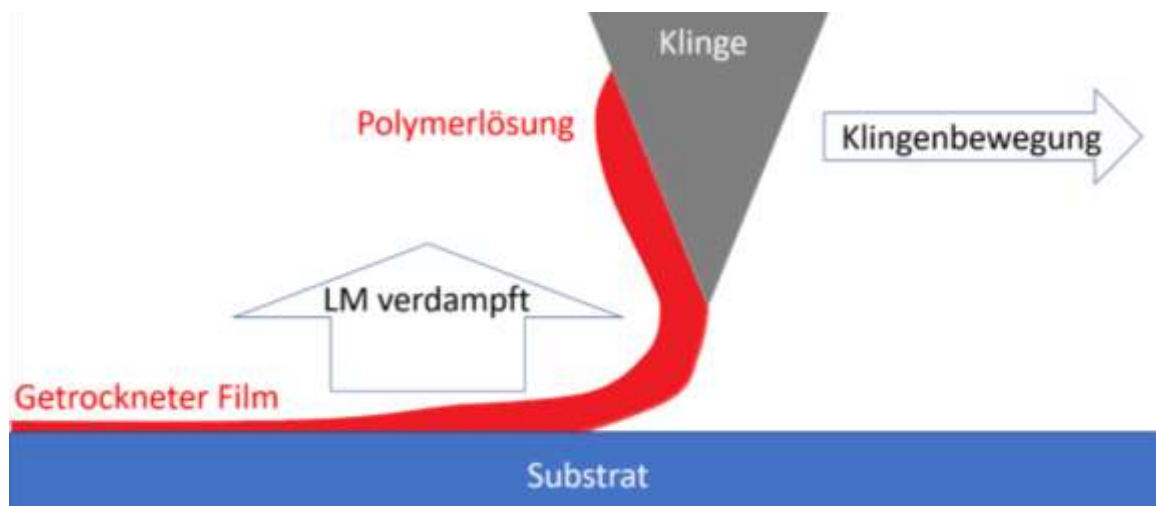 Klinge
Polymerlösung
Klingenbewegung
LM verdampft
Getrockneter Film
Substrat